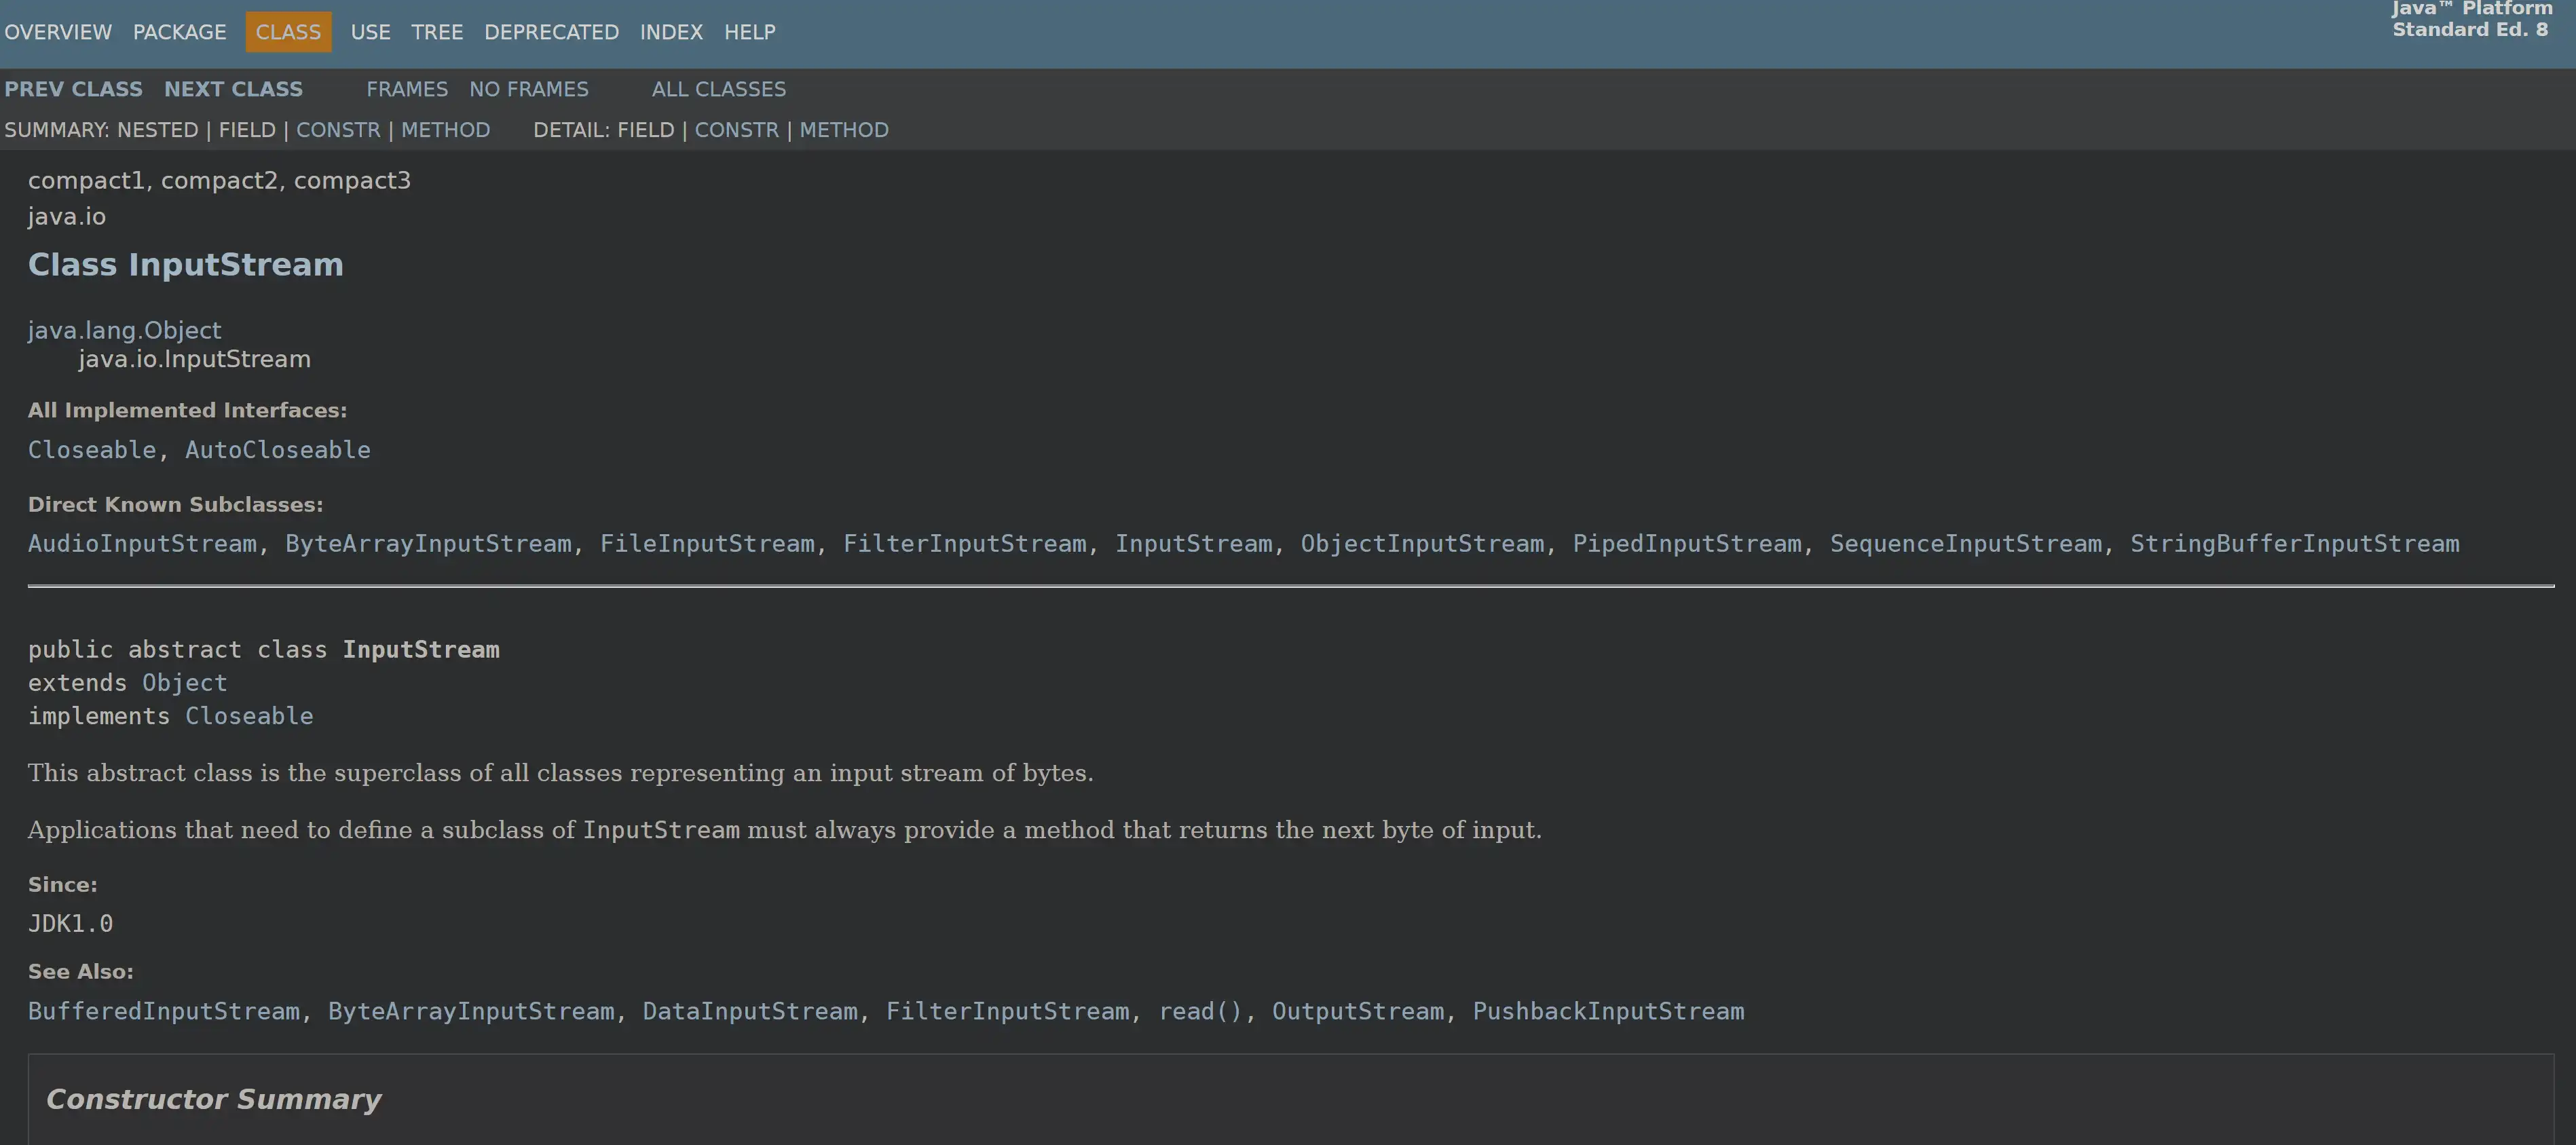 OVERVIEW PACKAGE CLASS USE TREE DEPRECATED INDEX HELP
Java™ Platform
Standard Ed. 8
PREV CLASS NEXT CLASS FRAMES NO FRAMES ALL CLASSES
SUMMARY: NESTED | FIELD | CONSTR | METHOD DETAIL: FIELD | CONSTR | METHOD
compact1, compact2, compact3
java.io
Class InputStream
java.lang.Object
java.io.InputStream
All Implemented Interfaces:
Closeable, AutoCloseable
Direct Known Subclasses:
AudioInputStream, ByteArrayInputStream, FileInputStream, FilterInputStream, InputStream, ObjectInputStream, PipedInputStream, SequenceInputStream, StringBufferInputStream
public abstract class InputStream
extends Object
implements Closeable
This abstract class is the superclass of all classes representing an input stream of bytes.
Applications that need to define a subclass of InputStream must always provide a method that returns the next byte of input.
Since:
JDK1.0
See Also:
BufferedInputStream, ByteArrayInputStream, DataInputStream, FilterInputStream, read(), OutputStream, PushbackInputStream
Constructor Summary